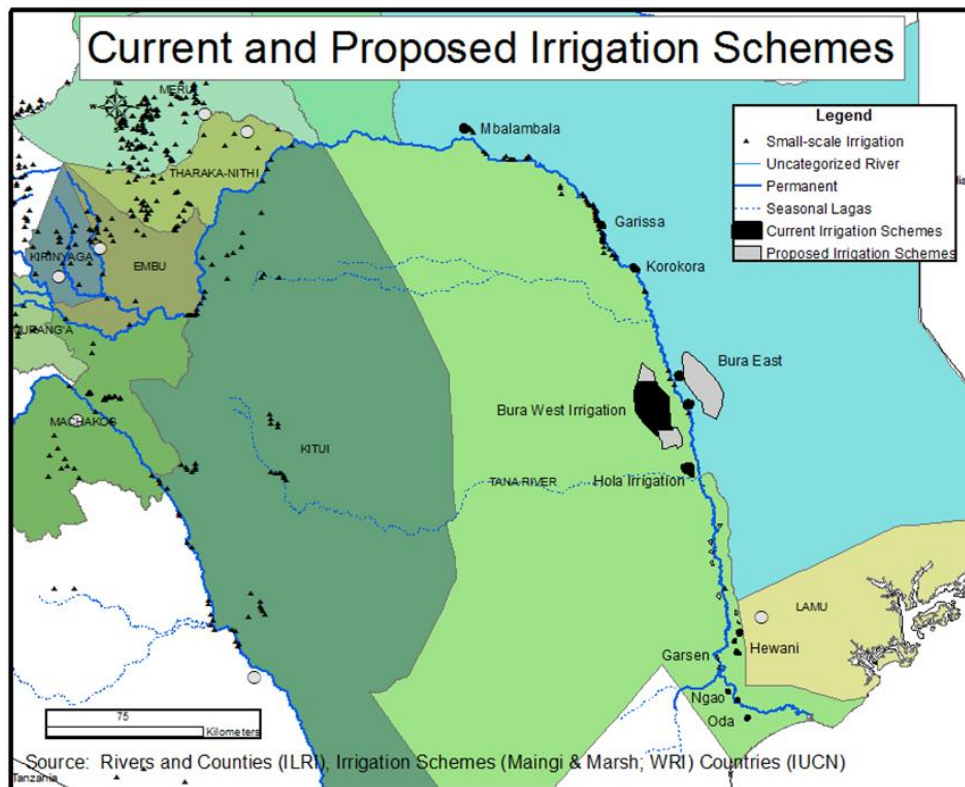 Current and Proposed Irrigation Schemes
MERU
THARAKA-NITHI
KIRINYAGA
EMBU
MACHAKOS
KITUI
TANA RIVER
LAMU
Mbalambala
Garissa
Korokora
Bura East
Bura West Irrigation
Hola Irrigation
Hewani
Garsen
Ngao
Oda
Legend
Small-scale Irrigation
Uncategorized River
Permanent
Seasonal Lagas
Current Irrigation Schemes
Proposed Irrigation Schemes
75
Kilometers
Source: Rivers and Counties (ILRI), Irrigation Schemes (Maingi & Marsh; WRI) Countries (IUCN)
Tanzania